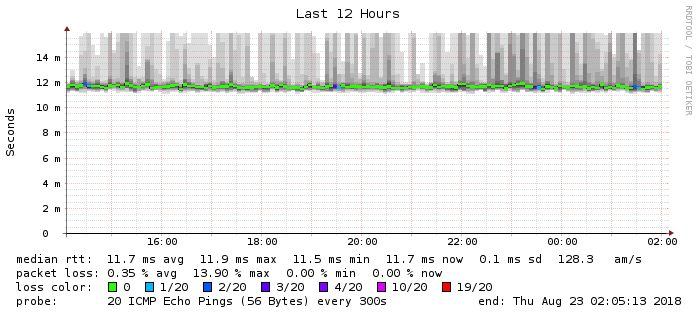 Last 12 Hours
RRDTOOL / TOBI OETIKER
Seconds
14 m
12 m
10 m
8 m
6 m
4 m
2 m
0
16:00 18:00 20:00 22:00 00:00 02:00
median rtt: 11.7 ms avg 11.9 ms max 11.5 ms min 11.7 ms now 0.1 ms sd 128.3 am/s
packet loss: 0.35 % avg 13.90 % max 0.00 % min 0.00 % now
loss color: 0 1/20 2/20 3/20 4/20 10/20 19/20
probe: 20 ICMP Echo Pings (56 Bytes) every 300s end: Thu Aug 23 02:05:13 2018